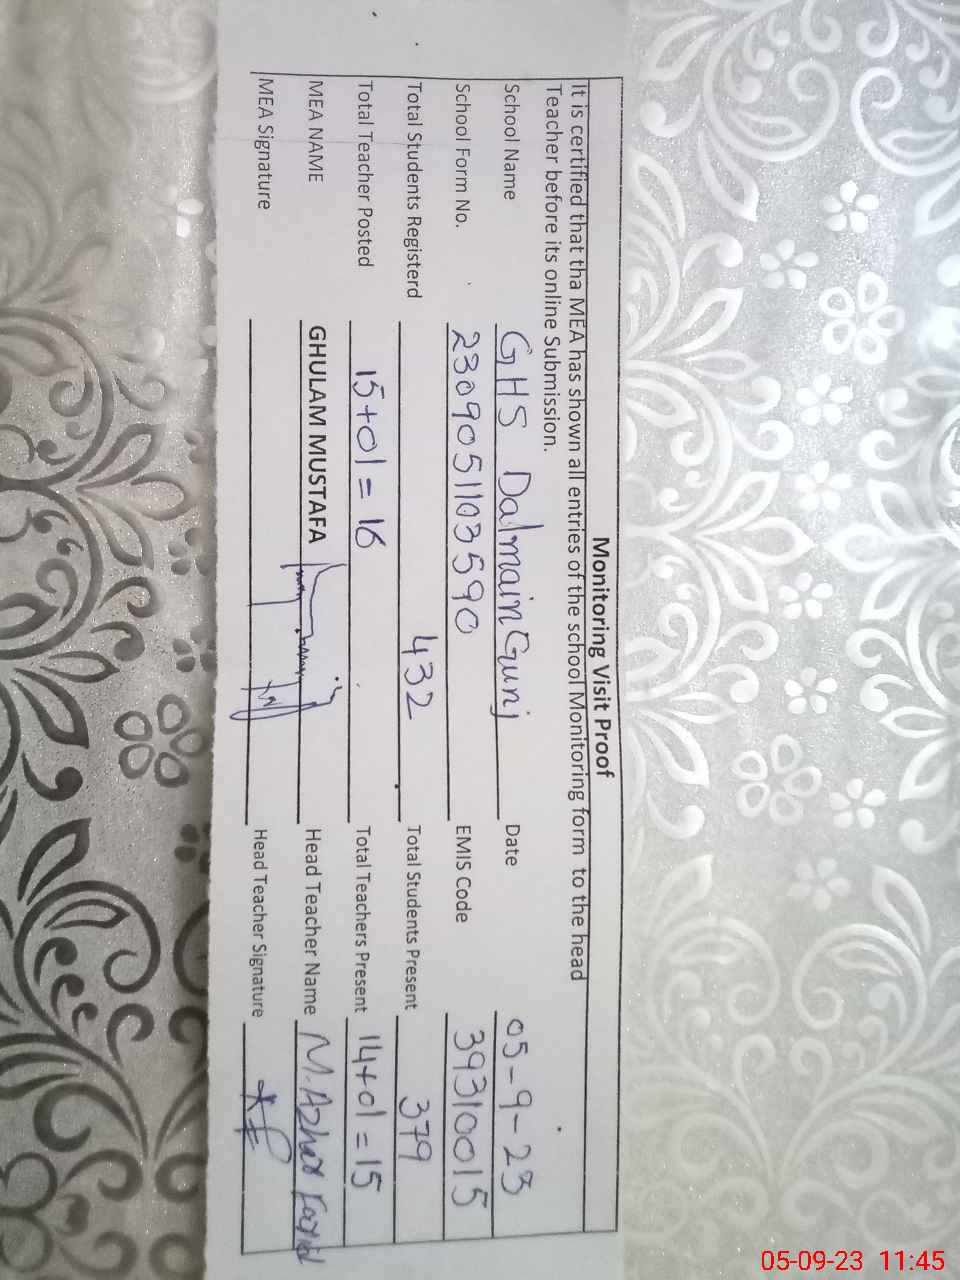 Monitoring Visit Proof
It is certified that tha MEA has shown all entries of the school Monitoring form to the head
Teacher before its online Submission.
School Name GHS Dalmain Gunj Date 05-9-23
School Form No. 2309051103590 EMIS Code 39310015
Total Students Registerd 432 Total Students Present 379
Total Teacher Posted 15+01=16 Total Teachers Present 14+01=15
MEA NAME GHULAM MUSTAFA Head Teacher Name M. Azhar Farid
MEA Signature Head Teacher Signature
05-09-23 11:45